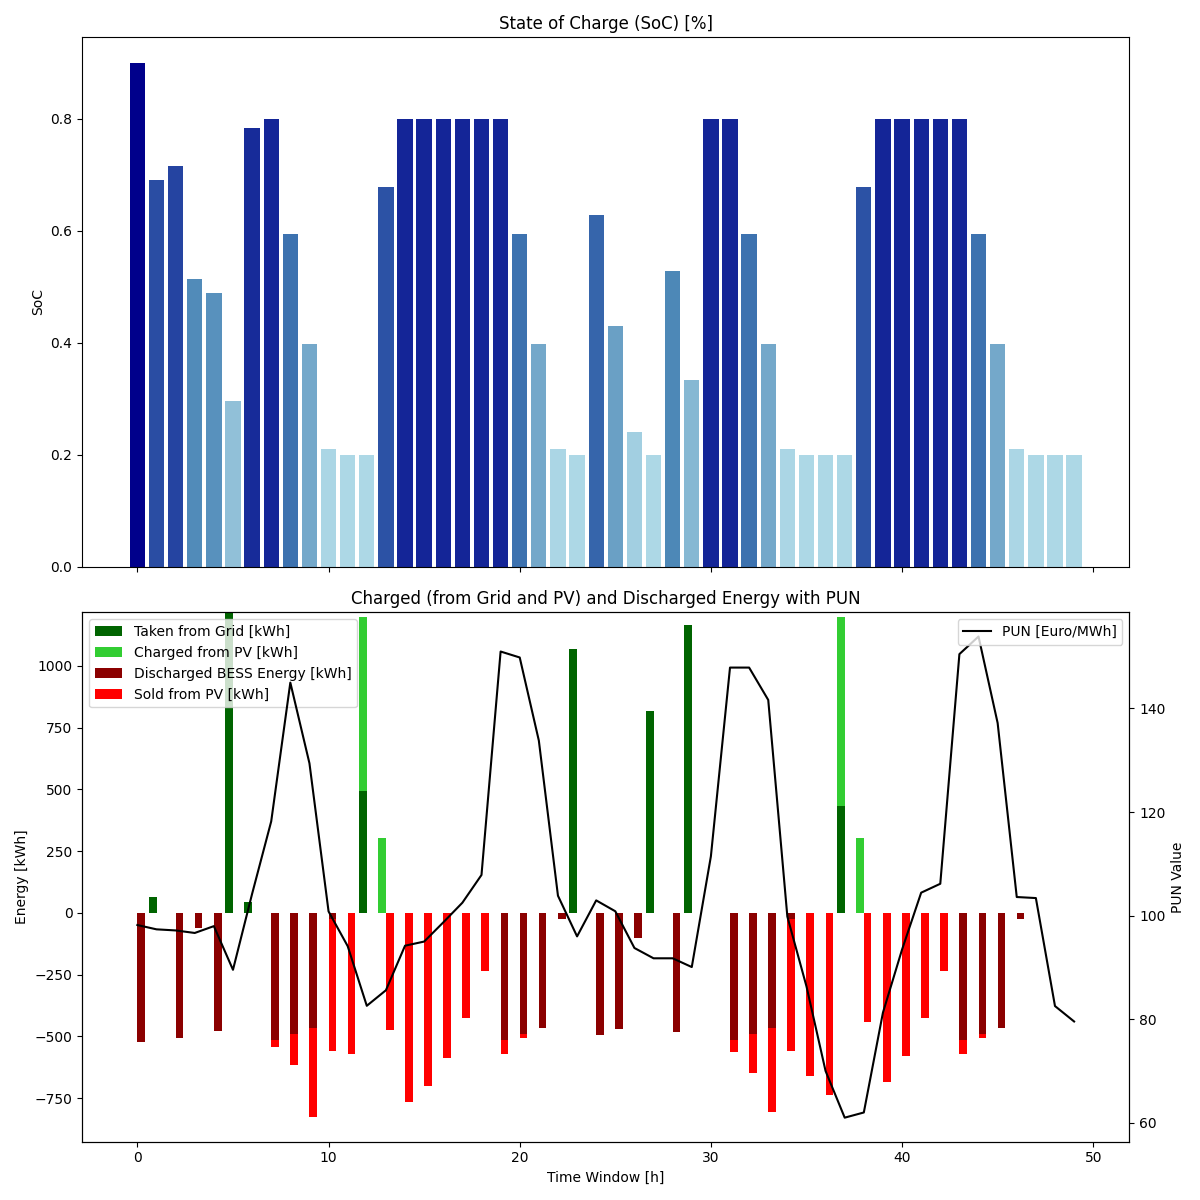 State of Charge (SoC) [%]
0.8
0.6
0.4
0.2
0.0
SoC
Charged (from Grid and PV) and Discharged Energy with PUN
Taken from Grid [kWh]
Charged from PV [kWh]
Discharged BESS Energy [kWh]
Sold from PV [kWh]
PUN [Euro/MWh]
1000
750
500
250
0
−250
−500
−750
Energy [kWh]
140
120
100
80
60
PUN Value
0 10 20 30 40 50
Time Window [h]